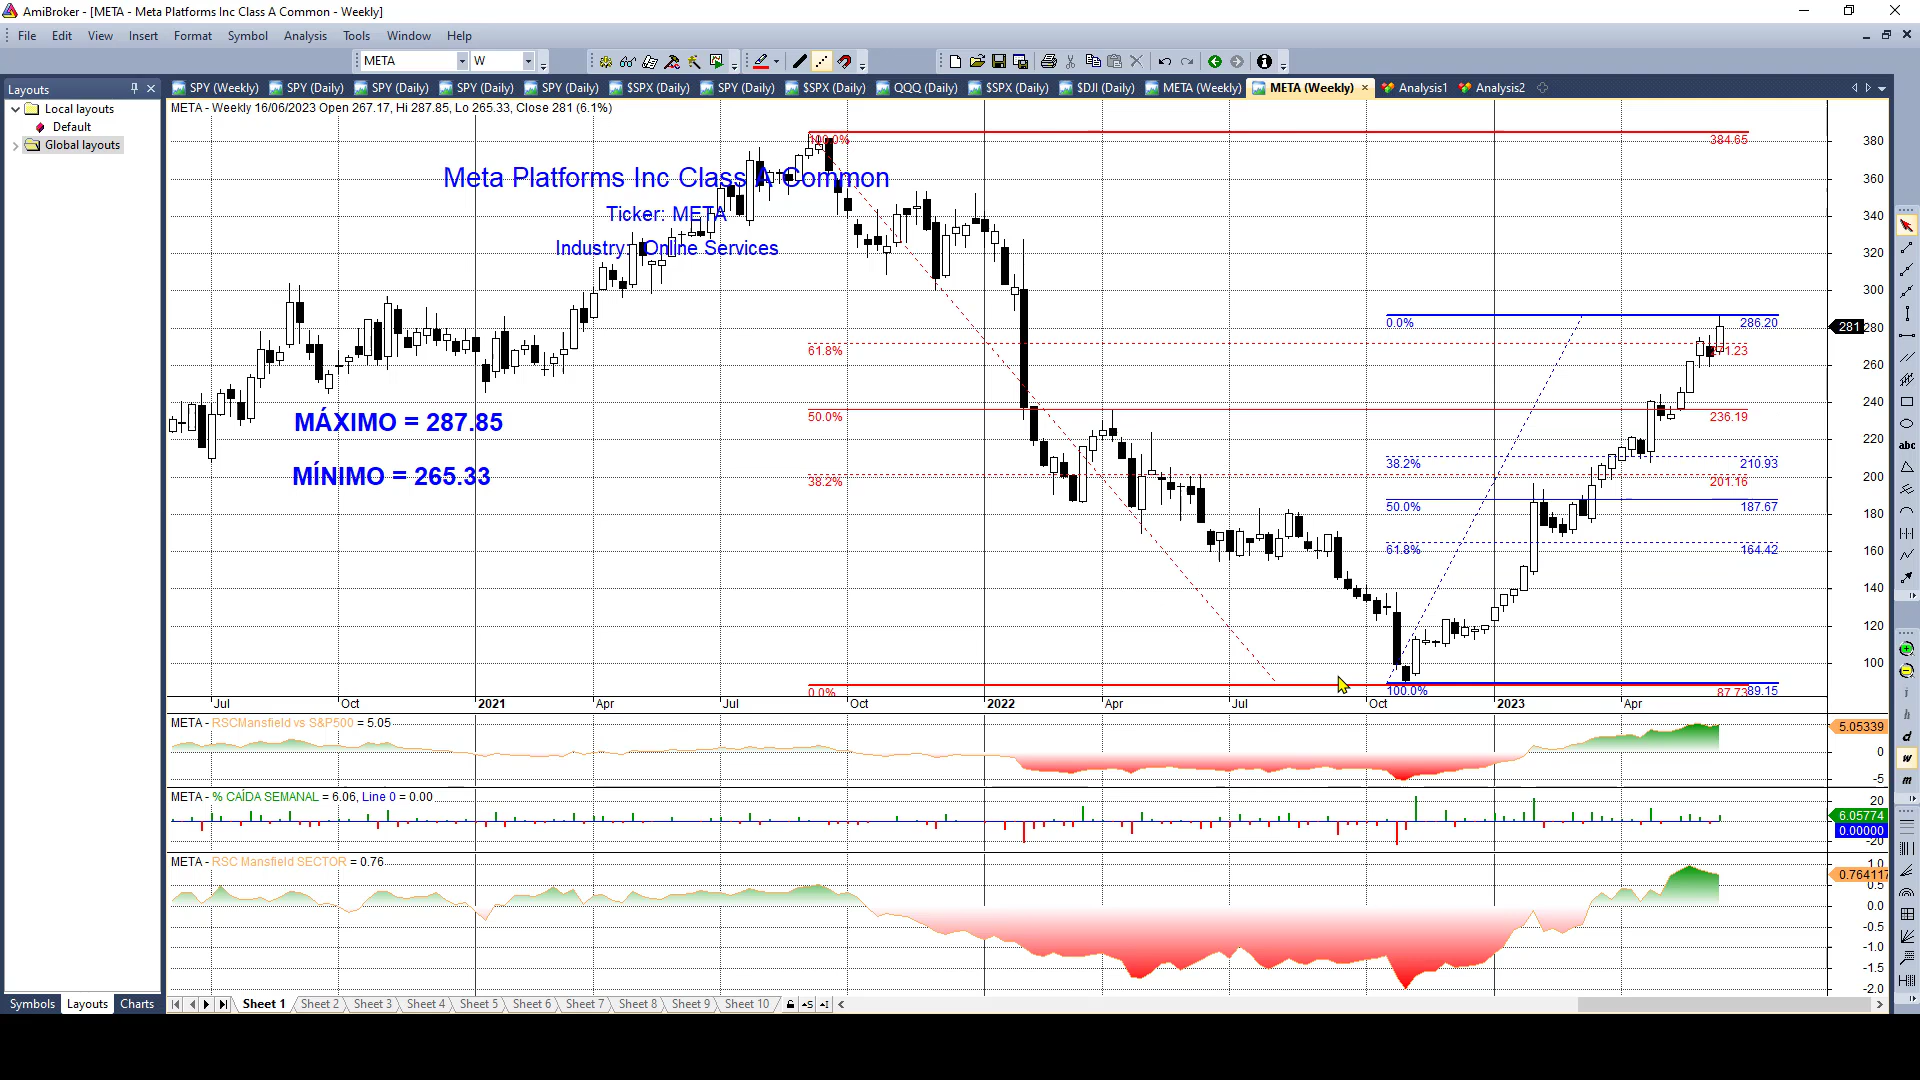 AmiBroker - [META - Meta Platforms Inc Class A Common - Weekly]
File Edit View Insert Format Symbol Analysis Tools Window Help
META W
Layouts
SPY (Weekly) SPY (Daily) SPY (Daily) SPY (Daily) SPY (Daily) $SPX (Daily) SPY (Daily) $SPX (Daily) QQQ (Daily) $SPX (Daily) $DJI (Daily) META (Weekly) META (Weekly) Analysis1 Analysis2
Local layouts
Default
Global layouts
META - Weekly 16/06/2023 Open 267.17, Hi 287.85, Lo 265.33, Close 281 (6.1%)
Meta Platforms Inc Class A Common
Ticker: META
Industry: Online Services
MÁXIMO = 287.85
MÍNIMO = 265.33
100.0% 384.65
61.8% 271.23
50.0% 236.19
38.2% 201.16
0.0% 87.73
0.0% 286.20
38.2% 210.93
50.0% 187.67
61.8% 164.42
100.0% 89.15
380
360
340
320
300
281 280
260
240
220
200
180
160
140
120
100
Jul Oct 2021 Apr Jul Oct 2022 Apr Jul Oct 2023 Apr
META - RSCMansfield vs S&P500 = 5.05
5.05339
0
-5
META - % CAÍDA SEMANAL = 6.06, Line 0 = 0.00
20
6.05774
0.00000
-20
META - RSC Mansfield SECTOR = 0.76
1.0
0.764117
0.5
0.0
-0.5
-1.0
-1.5
-2.0
abc
i
h
d
w
m
Symbols Layouts Charts
Sheet 1 Sheet 2 Sheet 3 Sheet 4 Sheet 5 Sheet 6 Sheet 7 Sheet 8 Sheet 9 Sheet 10